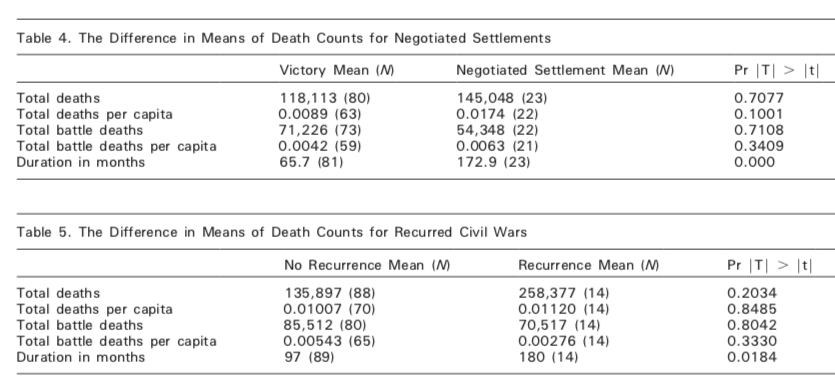 Table 4. The Difference in Means of Death Counts for Negotiated Settlements
Victory Mean (N) Negotiated Settlement Mean (N) Pr |T| > |t|
Total deaths 118,113 (80) 145,048 (23) 0.7077
Total deaths per capita 0.0089 (63) 0.0174 (22) 0.1001
Total battle deaths 71,226 (73) 54,348 (22) 0.7108
Total battle deaths per capita 0.0042 (59) 0.0063 (21) 0.3409
Duration in months 65.7 (81) 172.9 (23) 0.000
Table 5. The Difference in Means of Death Counts for Recurred Civil Wars
No Recurrence Mean (N) Recurrence Mean (N) Pr |T| > |t|
Total deaths 135,897 (88) 258,377 (14) 0.2034
Total deaths per capita 0.01007 (70) 0.01120 (14) 0.8485
Total battle deaths 85,512 (80) 70,517 (14) 0.8042
Total battle deaths per capita 0.00543 (65) 0.00276 (14) 0.3330
Duration in months 97 (89) 180 (14) 0.0184